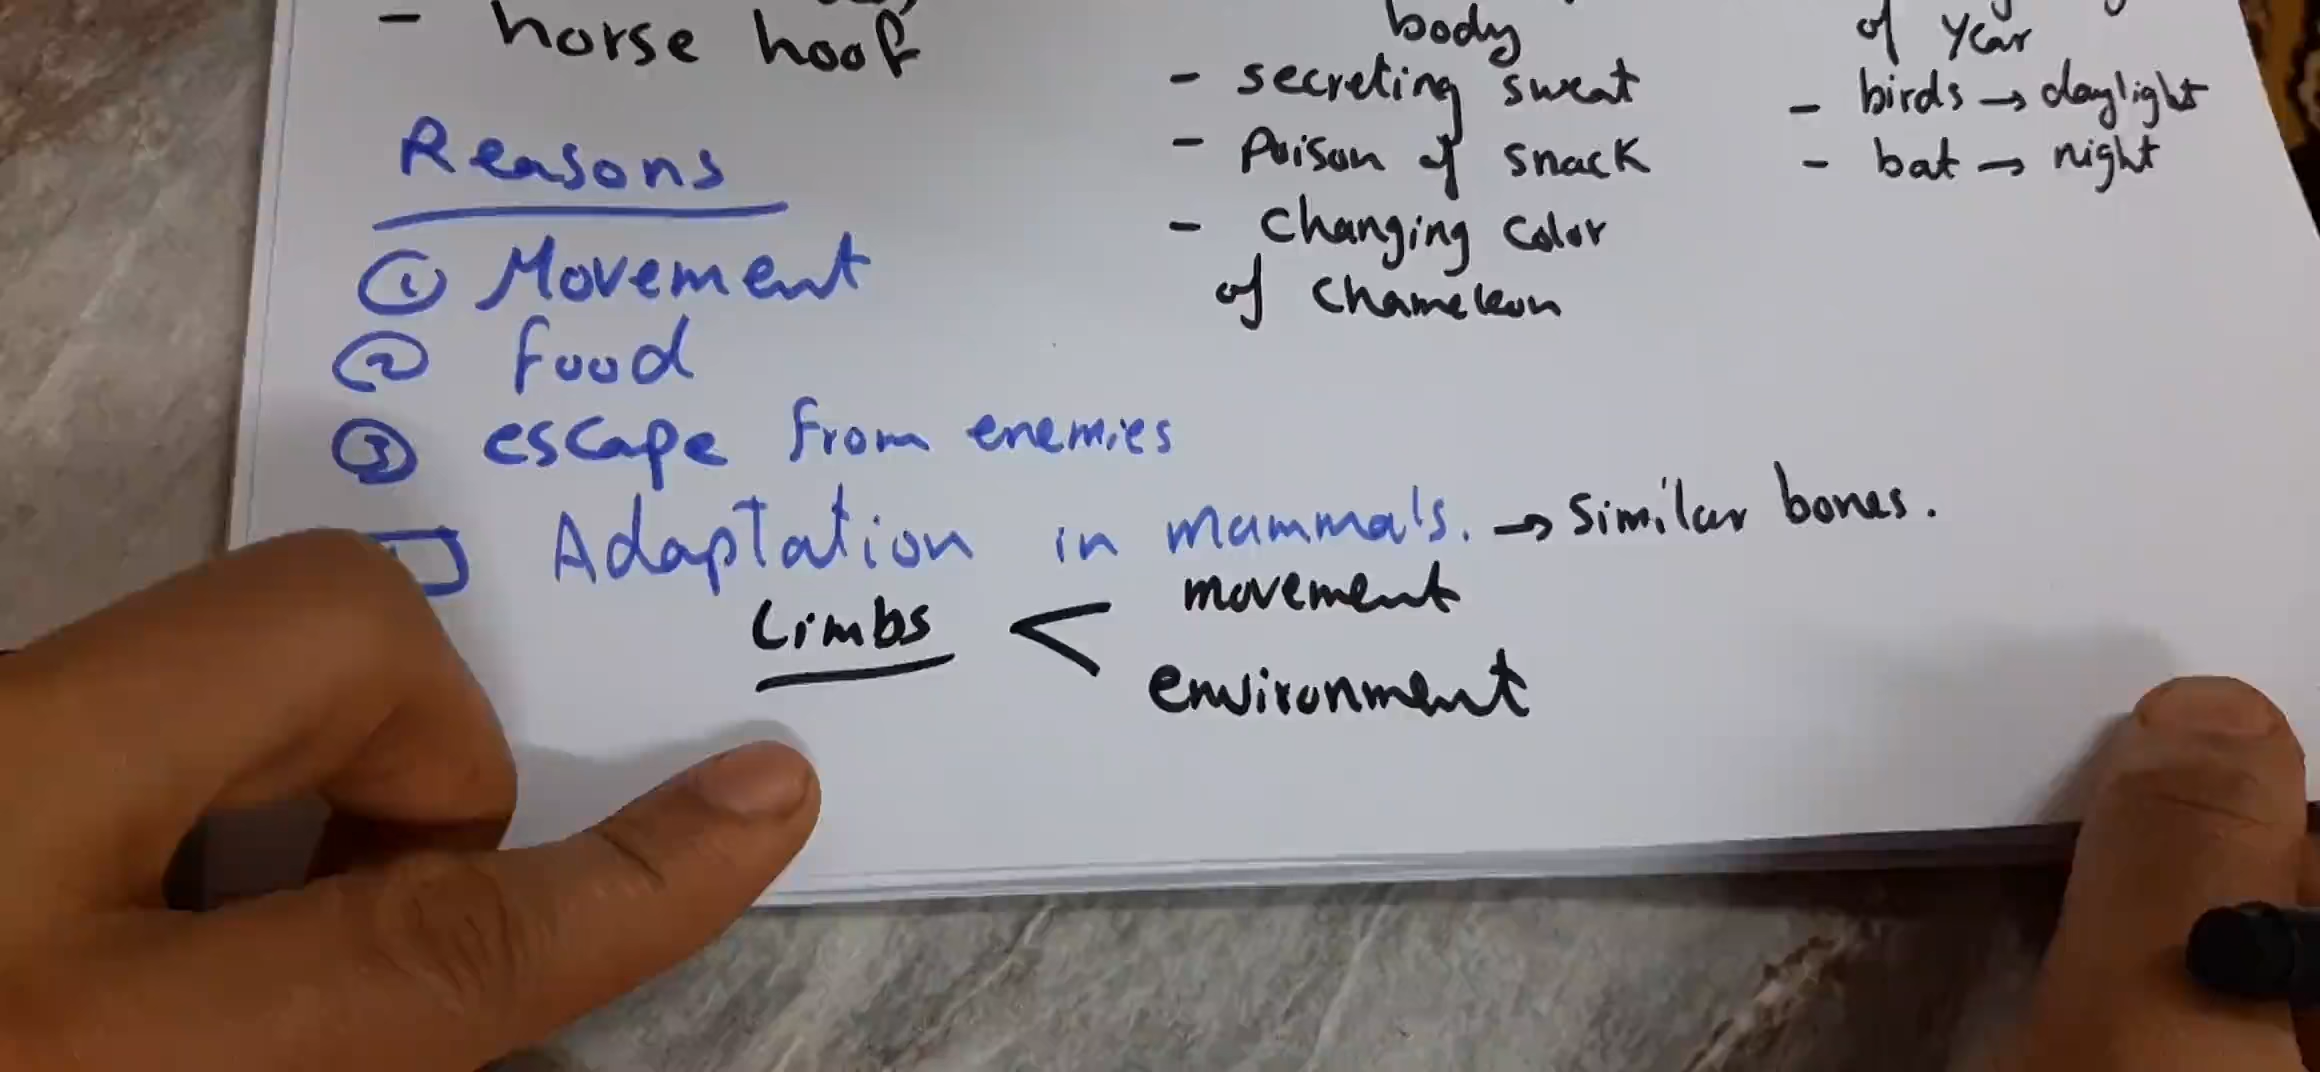 - horse hoof
Reasons
① Movement
② food
③ escape from enemies
body
- secreting sweat
- Poison of snack
- Changing color
of Chameleon
of year
- birds → daylight
- bat → night
Adaptation in mammals. → Similar bones.
Limbs < movement
environment